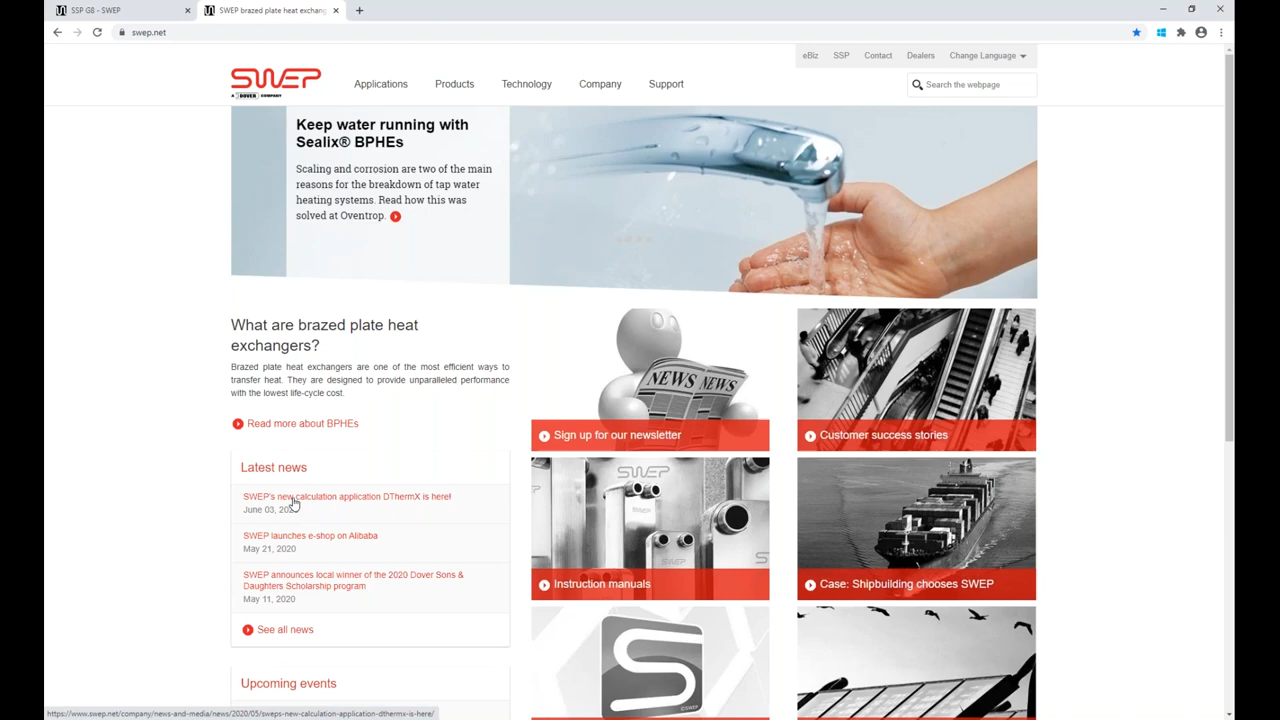 SSP G8 - SWEP
SWEP brazed plate heat exchang
swep.net
eBiz SSP Contact Dealers Change Language
SWEP
A DOVER COMPANY
Applications Products Technology Company Support
Search the webpage
Keep water running with
Sealix® BPHEs
Scaling and corrosion are two of the main
reasons for the breakdown of tap water
heating systems. Read how this was
solved at Oventrop.
What are brazed plate heat
exchangers?
Brazed plate heat exchangers are one of the most efficient ways to
transfer heat. They are designed to provide unparalleled performance
with the lowest life-cycle cost.
Read more about BPHEs
NEWS NEWS
Sign up for our newsletter
Customer success stories
Latest news
SWEP's new calculation application DThermX is here!
June 03, 2020
SWEP launches e-shop on Alibaba
May 21, 2020
SWEP announces local winner of the 2020 Dover Sons &
Daughters Scholarship program
May 11, 2020
See all news
SWEP
Instruction manuals
Case: Shipbuilding chooses SWEP
©SWEP
Upcoming events
https://www.swep.net/company/news-and-media/news/2020/05/sweps-new-calculation-application-dthermx-is-here/